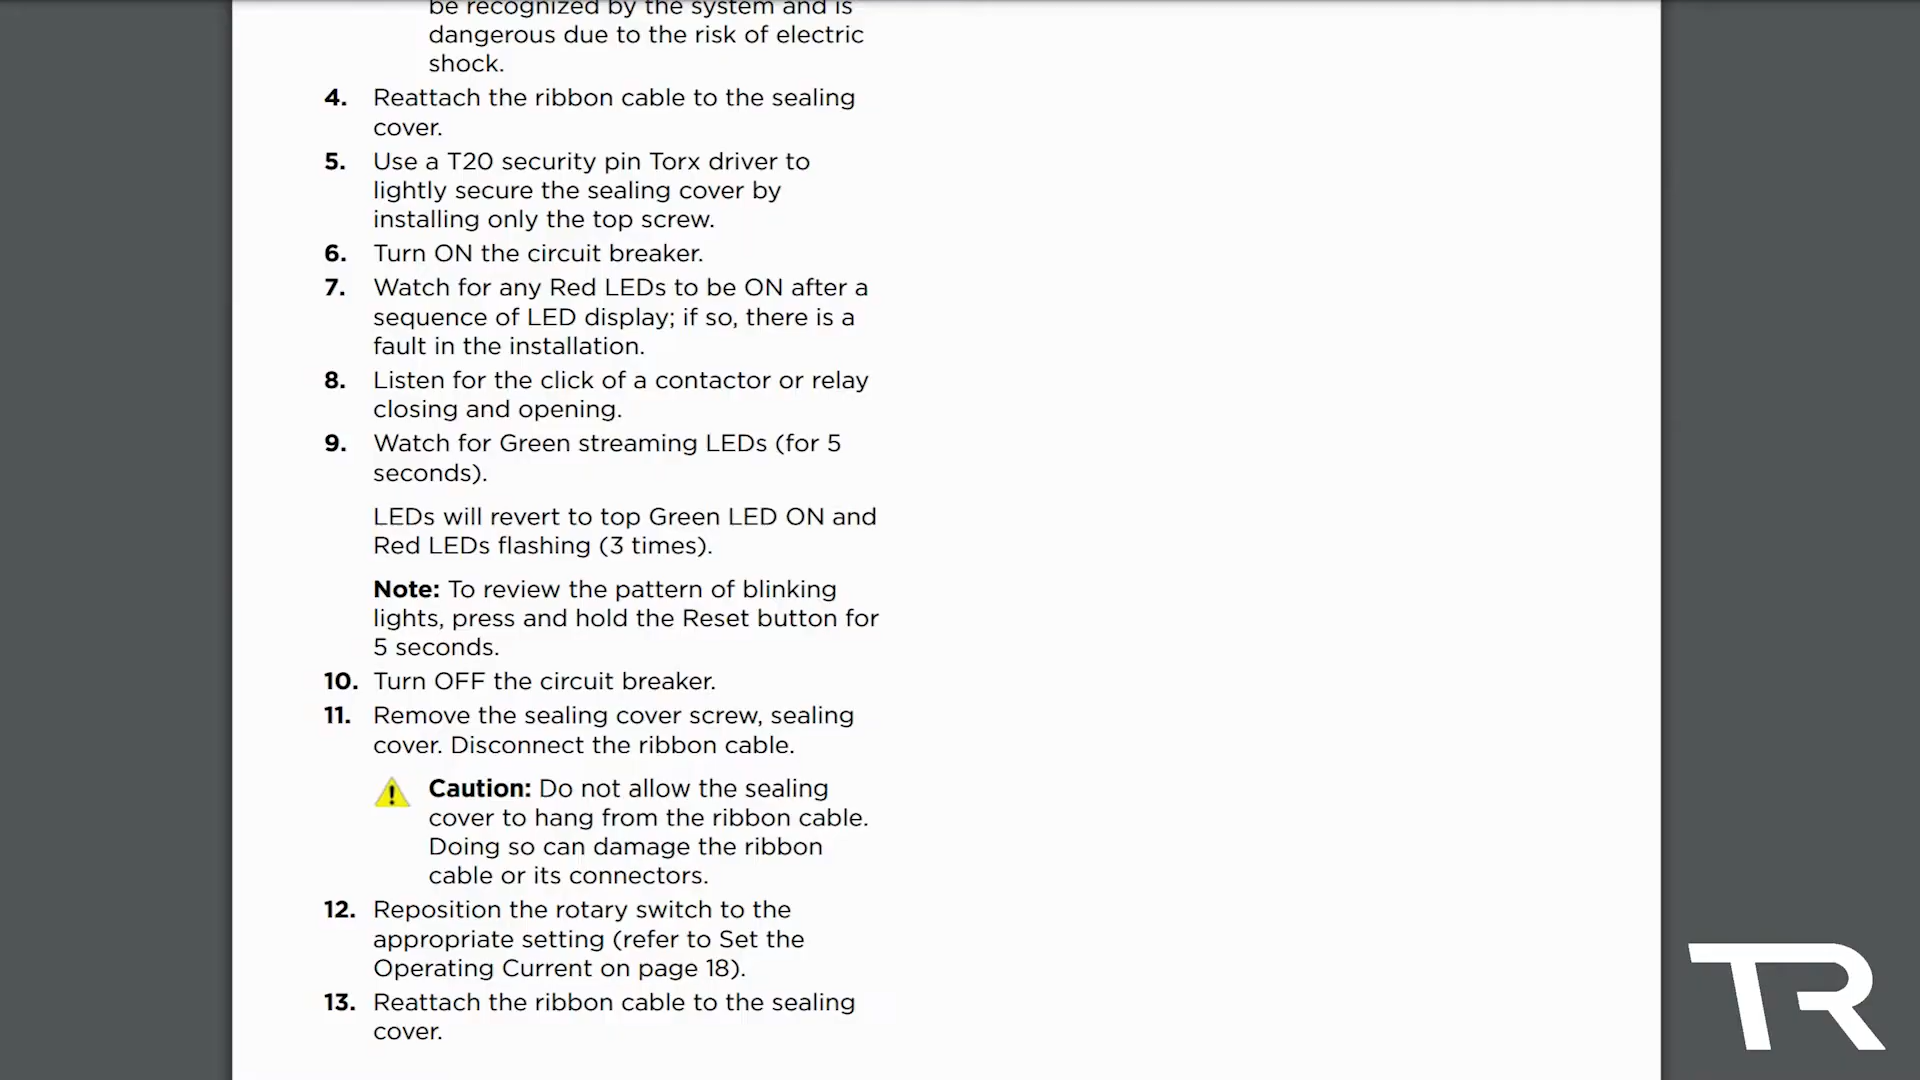 be recognized by the system and is
dangerous due to the risk of electric
shock.
4. Reattach the ribbon cable to the sealing
cover.
5. Use a T20 security pin Torx driver to
lightly secure the sealing cover by
installing only the top screw.
6. Turn ON the circuit breaker.
7. Watch for any Red LEDs to be ON after a
sequence of LED display; if so, there is a
fault in the installation.
8. Listen for the click of a contactor or relay
closing and opening.
9. Watch for Green streaming LEDs (for 5
seconds).
LEDs will revert to top Green LED ON and
Red LEDs flashing (3 times).
Note: To review the pattern of blinking
lights, press and hold the Reset button for
5 seconds.
10. Turn OFF the circuit breaker.
11. Remove the sealing cover screw, sealing
cover. Disconnect the ribbon cable.
Caution: Do not allow the sealing
cover to hang from the ribbon cable.
Doing so can damage the ribbon
cable or its connectors.
12. Reposition the rotary switch to the
appropriate setting (refer to Set the
Operating Current on page 18).
13. Reattach the ribbon cable to the sealing
cover.
TR